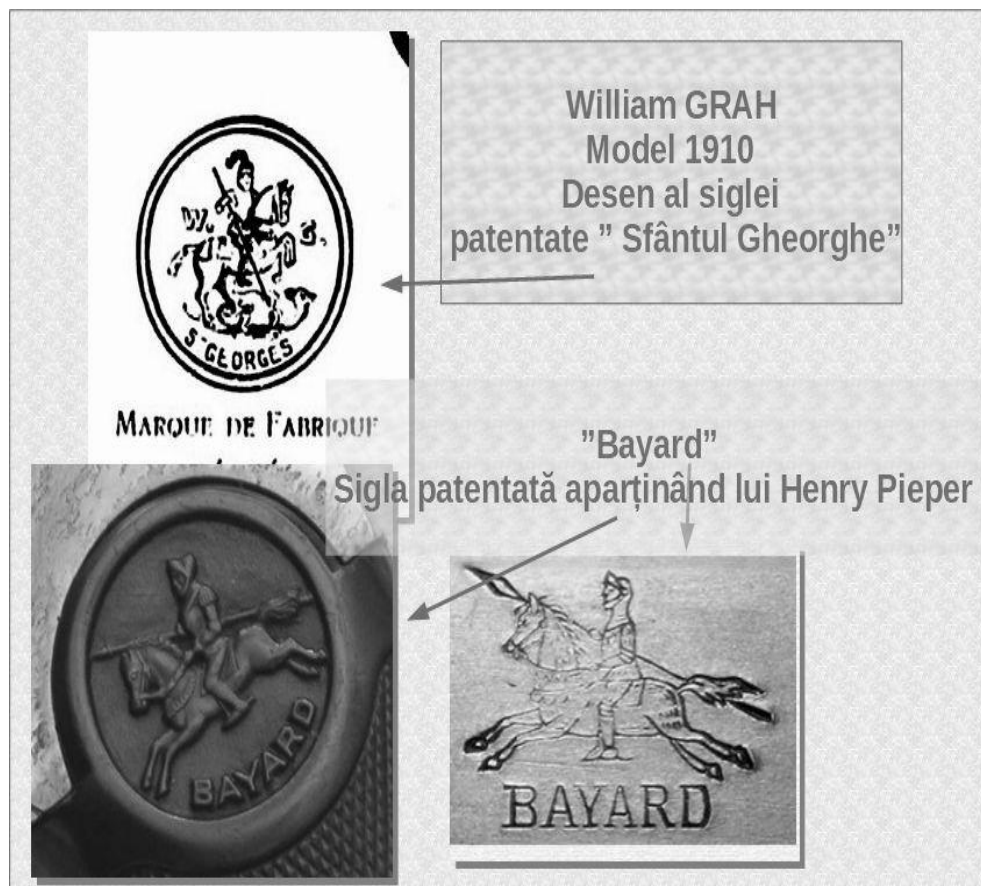 William GRAH
Model 1910
Desen al siglei
patentate ” Sfântul Gheorghe”
W. G.
S GEORGES
MARQUE DE FABRIQUE
”Bayard”
Sigla patentată aparținând lui Henry Pieper
BAYARD
BAYARD